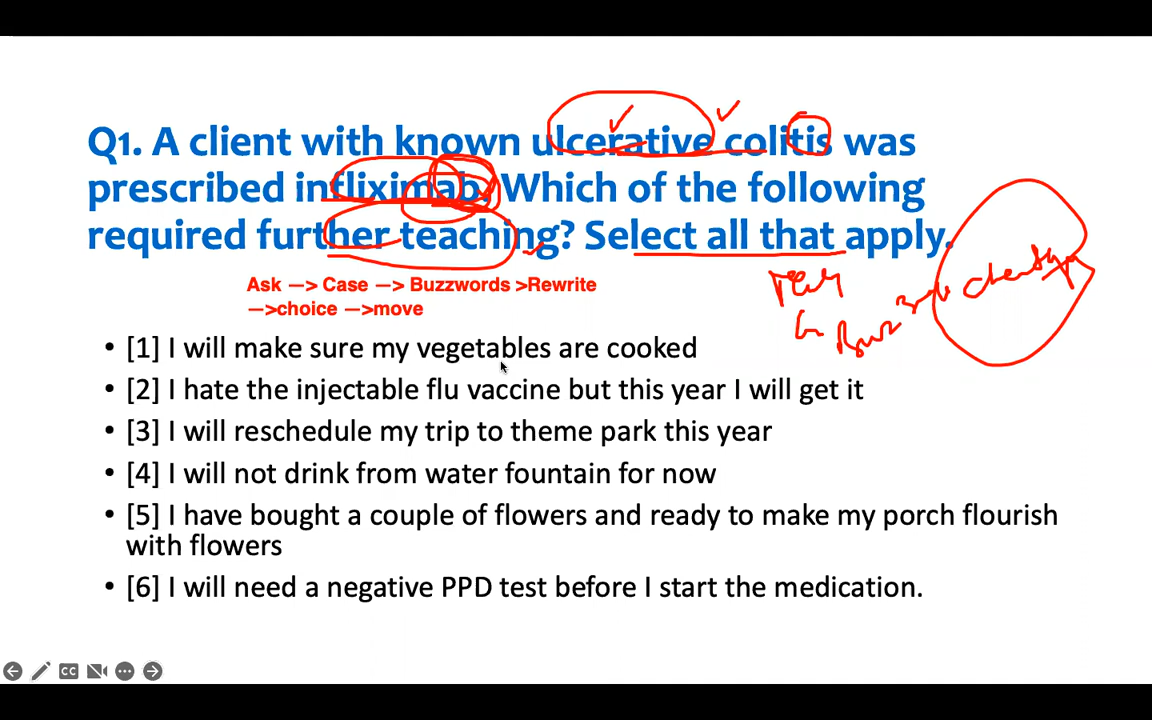 Q1. A client with known ulcerative colitis was
prescribed infliximab. Which of the following
required further teaching? Select all that apply.
Ask —> Case —> Buzzwords >Rewrite
—>choice —>move
• [1] I will make sure my vegetables are cooked
• [2] I hate the injectable flu vaccine but this year I will get it
• [3] I will reschedule my trip to theme park this year
• [4] I will not drink from water fountain for now
• [5] I have bought a couple of flowers and ready to make my porch flourish
with flowers
• [6] I will need a negative PPD test before I start the medication.
CC